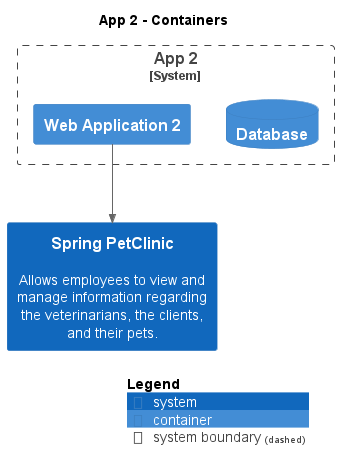 App 2 - Containers
App 2
[System]
Web Application 2
Database
Spring PetClinic
Allows employees to view and
manage information regarding
the veterinarians, the clients,
and their pets.
Legend
system
container
system boundary (dashed)